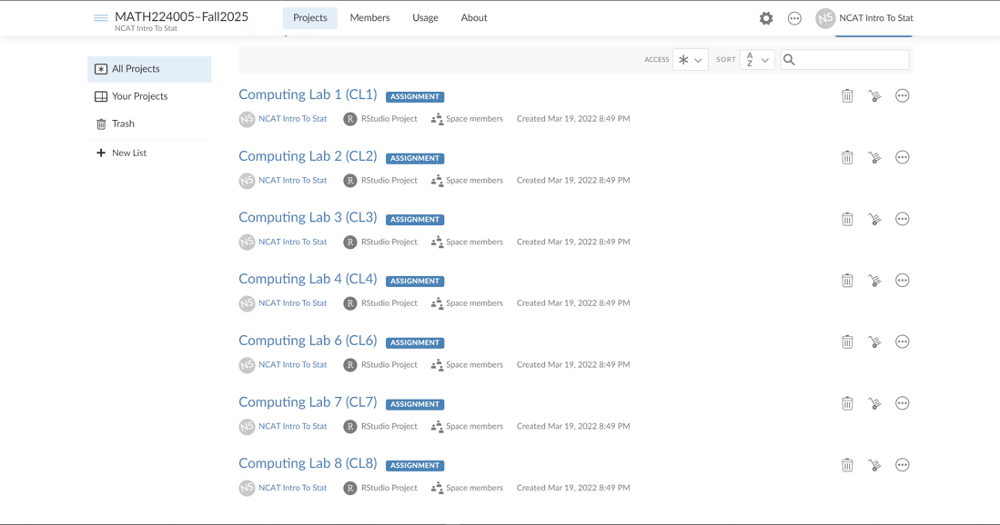 MATH224005–Fall2025
NCAT Intro To Stat
Projects
Members
Usage
About
NS NCAT Intro To Stat
All Projects
Your Projects
Trash
New List
ACCESS
SORT
A
Z
Computing Lab 1 (CL1) ASSIGNMENT
NS NCAT Intro To Stat R RStudio Project Space members Created Mar 19, 2022 8:49 PM
Computing Lab 2 (CL2) ASSIGNMENT
NS NCAT Intro To Stat R RStudio Project Space members Created Mar 19, 2022 8:49 PM
Computing Lab 3 (CL3) ASSIGNMENT
NS NCAT Intro To Stat R RStudio Project Space members Created Mar 19, 2022 8:49 PM
Computing Lab 4 (CL4) ASSIGNMENT
NS NCAT Intro To Stat R RStudio Project Space members Created Mar 19, 2022 8:49 PM
Computing Lab 6 (CL6) ASSIGNMENT
NS NCAT Intro To Stat R RStudio Project Space members Created Mar 19, 2022 8:49 PM
Computing Lab 7 (CL7) ASSIGNMENT
NS NCAT Intro To Stat R RStudio Project Space members Created Mar 19, 2022 8:49 PM
Computing Lab 8 (CL8) ASSIGNMENT
NS NCAT Intro To Stat R RStudio Project Space members Created Mar 19, 2022 8:49 PM